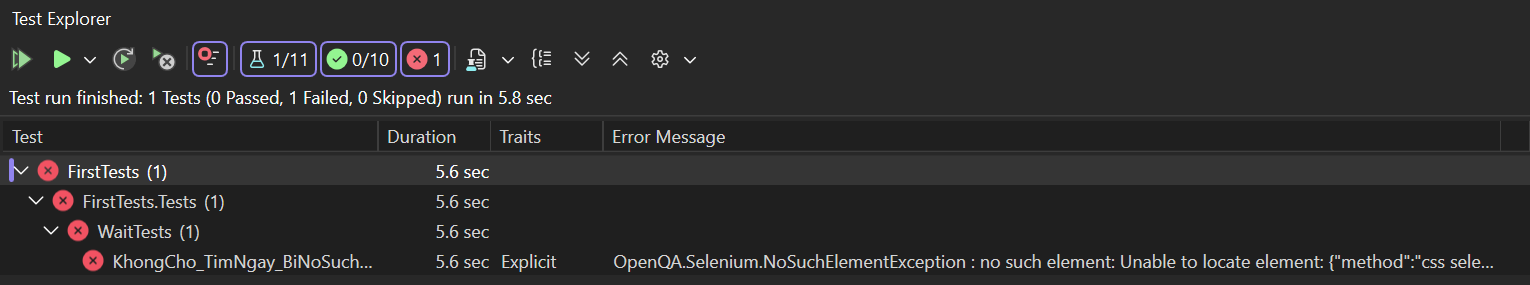 Test Explorer
1/11 0/10 1
Test run finished: 1 Tests (0 Passed, 1 Failed, 0 Skipped) run in 5.8 sec
Test Duration Traits Error Message
FirstTests (1) 5.6 sec
FirstTests.Tests (1) 5.6 sec
WaitTests (1) 5.6 sec
KhongCho_TimNgay_BiNoSuch... 5.6 sec Explicit OpenQA.Selenium.NoSuchElementException : no such element: Unable to locate element: {"method":"css sele...